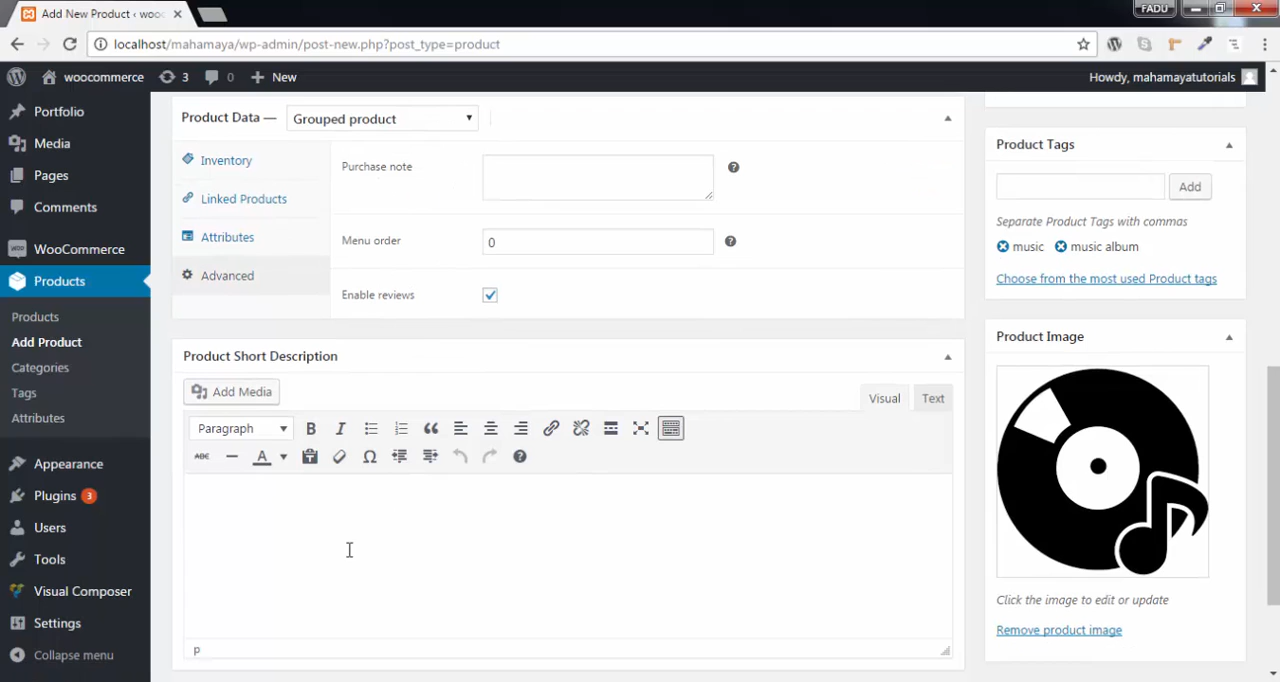 Add New Product ‹ wooc
FADU
localhost/mahamaya/wp-admin/post-new.php?post_type=product
woocommerce
3
0
New
Howdy, mahamayatutorials
Portfolio
Media
Pages
Comments
WooCommerce
Products
Products
Add Product
Categories
Tags
Attributes
Appearance
Plugins 3
Users
Tools
Visual Composer
Settings
Collapse menu
Product Data — Grouped product
Inventory
Linked Products
Attributes
Advanced
Purchase note
Menu order
0
Enable reviews
Product Short Description
Add Media
Visual
Text
Paragraph
B
I
ABC
A
p
Product Tags
Add
Separate Product Tags with commas
music
music album
Choose from the most used Product tags
Product Image
Click the image to edit or update
Remove product image